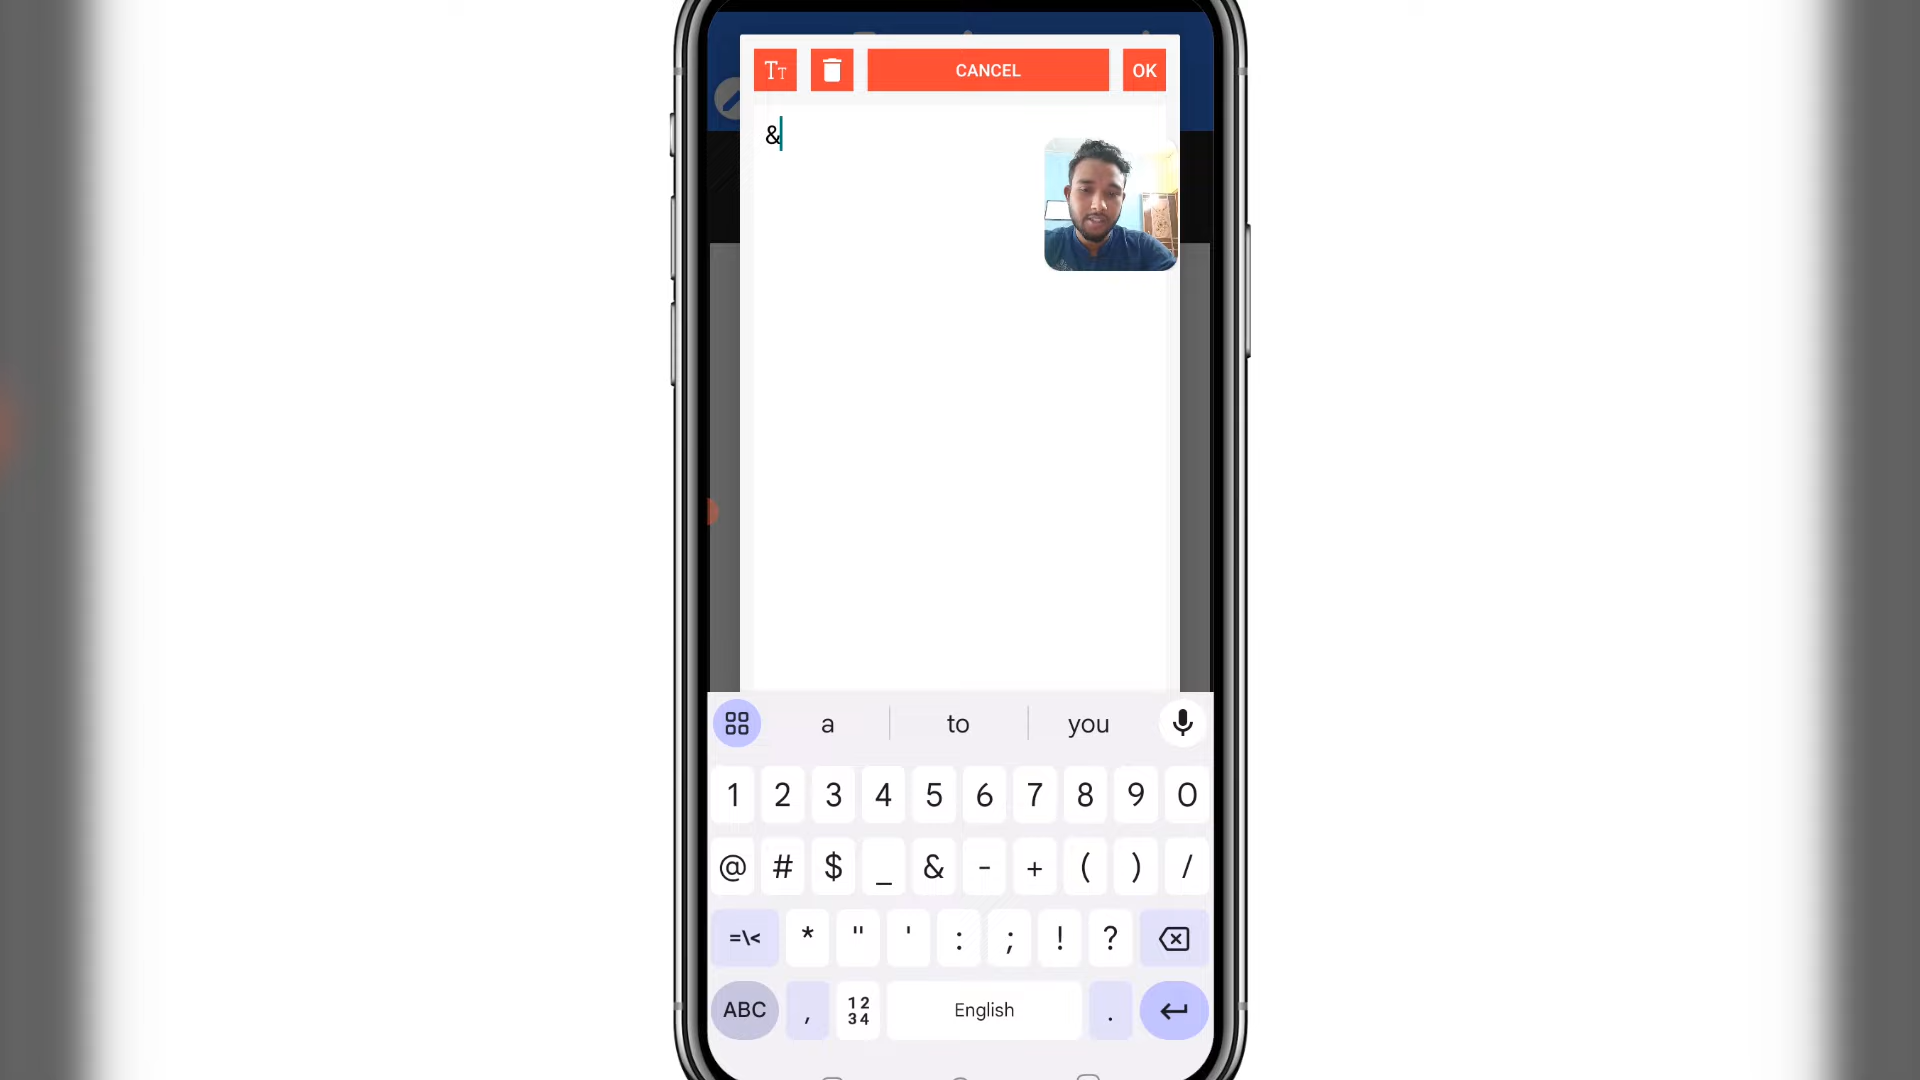 Tт CANCEL OK
&
a to you
1 2 3 4 5 6 7 8 9 0
@ # $ _ & - + ( ) /
=\< * " ' : ; ! ?
ABC , 12 34 English .